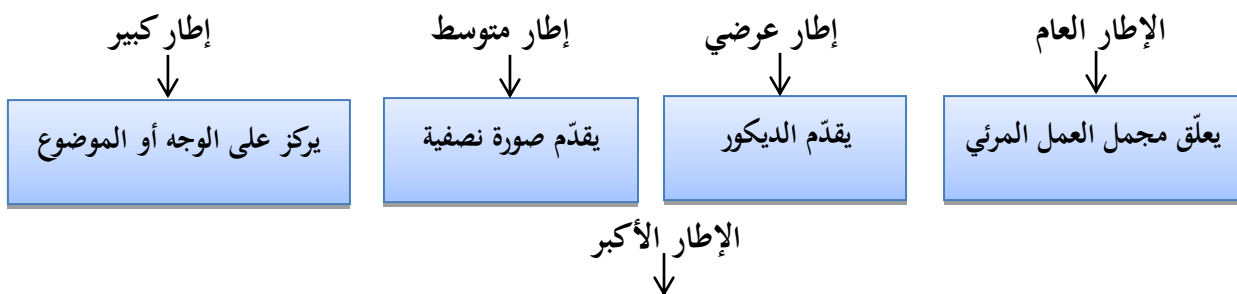 الإطار العام
إطار عرضي
إطار متوسط
إطار كبير
يعلّق مجمل العمل المرئي
يقدّم الديكور
يقدّم صورة نصفية
يركز على الوجه أو الموضوع
الإطار الأكبر